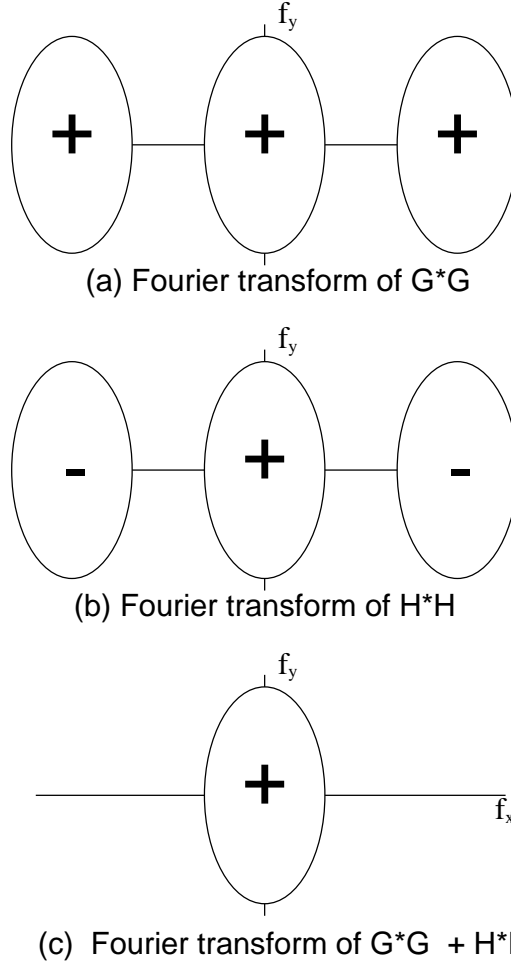 f_y
+ + +
(a) Fourier transform of G*G
f_y
- + -
(b) Fourier transform of H*H
f_y
+
f_x
(c) Fourier transform of G*G + H*